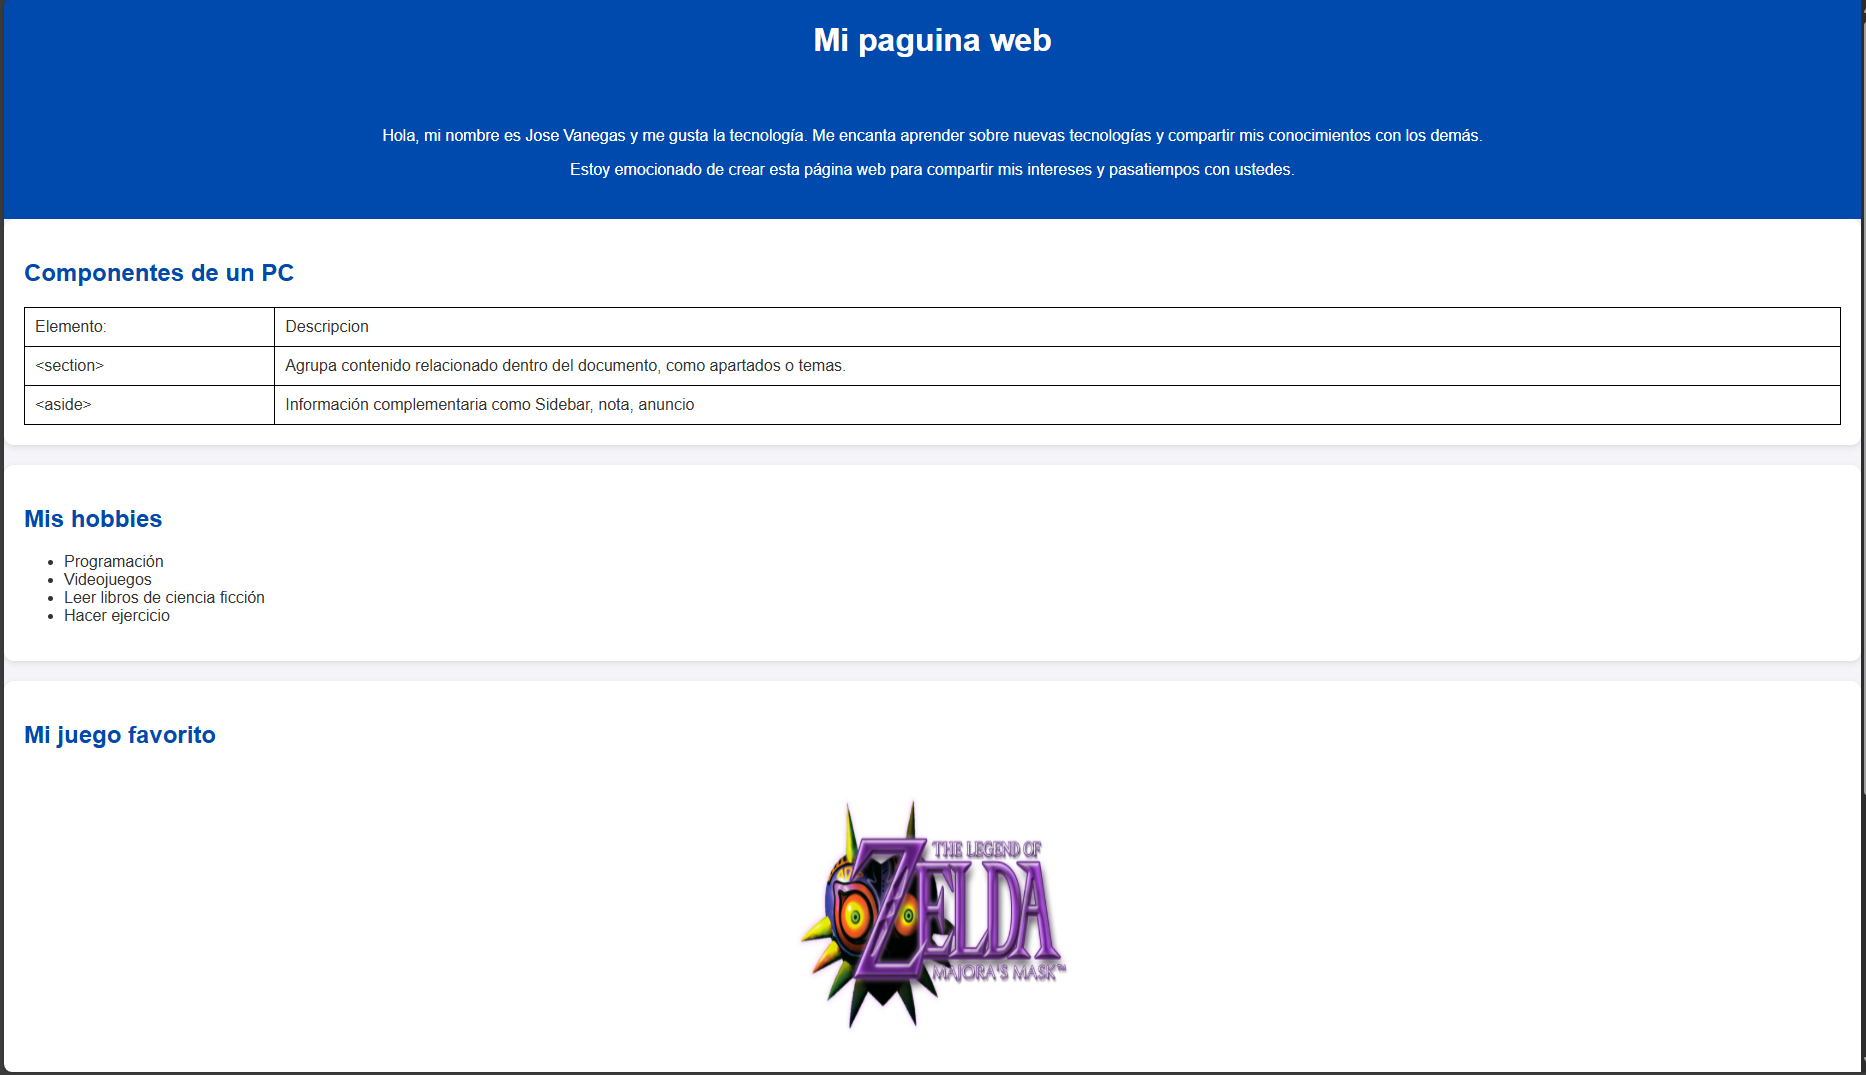 Mi paguina web
Hola, mi nombre es Jose Vanegas y me gusta la tecnología. Me encanta aprender sobre nuevas tecnologías y compartir mis conocimientos con los demás.
Estoy emocionado de crear esta página web para compartir mis intereses y pasatiempos con ustedes.
Componentes de un PC
Elemento: Descripcion
<section> Agrupa contenido relacionado dentro del documento, como apartados o temas.
<aside> Información complementaria como Sidebar, nota, anuncio
Mis hobbies
• Programación
• Videojuegos
• Leer libros de ciencia ficción
• Hacer ejercicio
Mi juego favorito
THE LEGEND OF
ZELDA
MAJORA'S MASK™